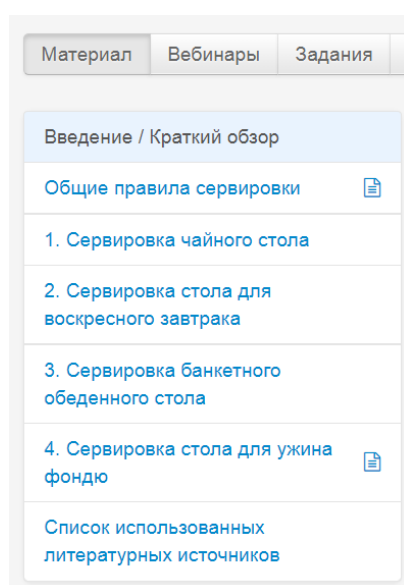 Материал Вебинары Задания
Введение / Краткий обзор
Общие правила сервировки
1. Сервировка чайного стола
2. Сервировка стола для
воскресного завтрака
3. Сервировка банкетного
обеденного стола
4. Сервировка стола для ужина
фондю
Список использованных
литературных источников